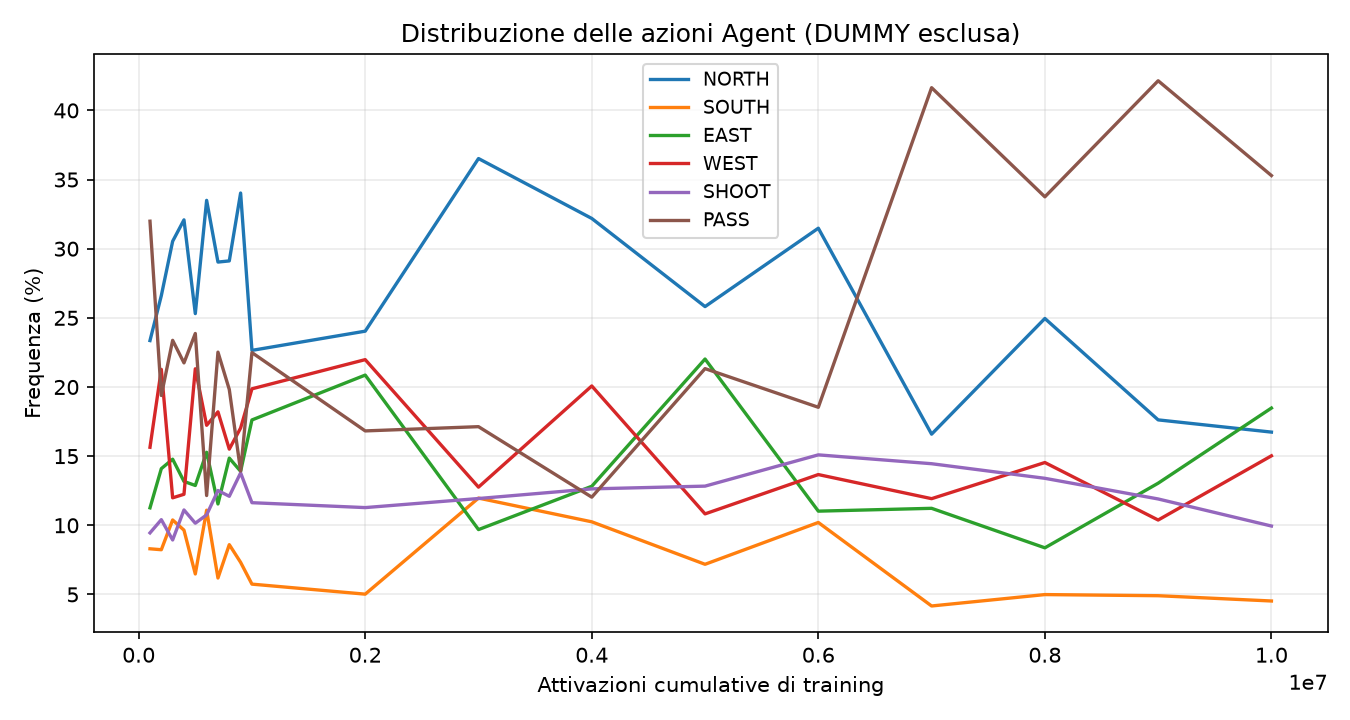 Distribuzione delle azioni Agent (DUMMY esclusa)
NORTH
SOUTH
EAST
WEST
SHOOT
PASS
Frequenza (%)
40
35
30
25
20
15
10
5
0.0
0.2
0.4
0.6
0.8
1.0
1e7
Attivazioni cumulative di training